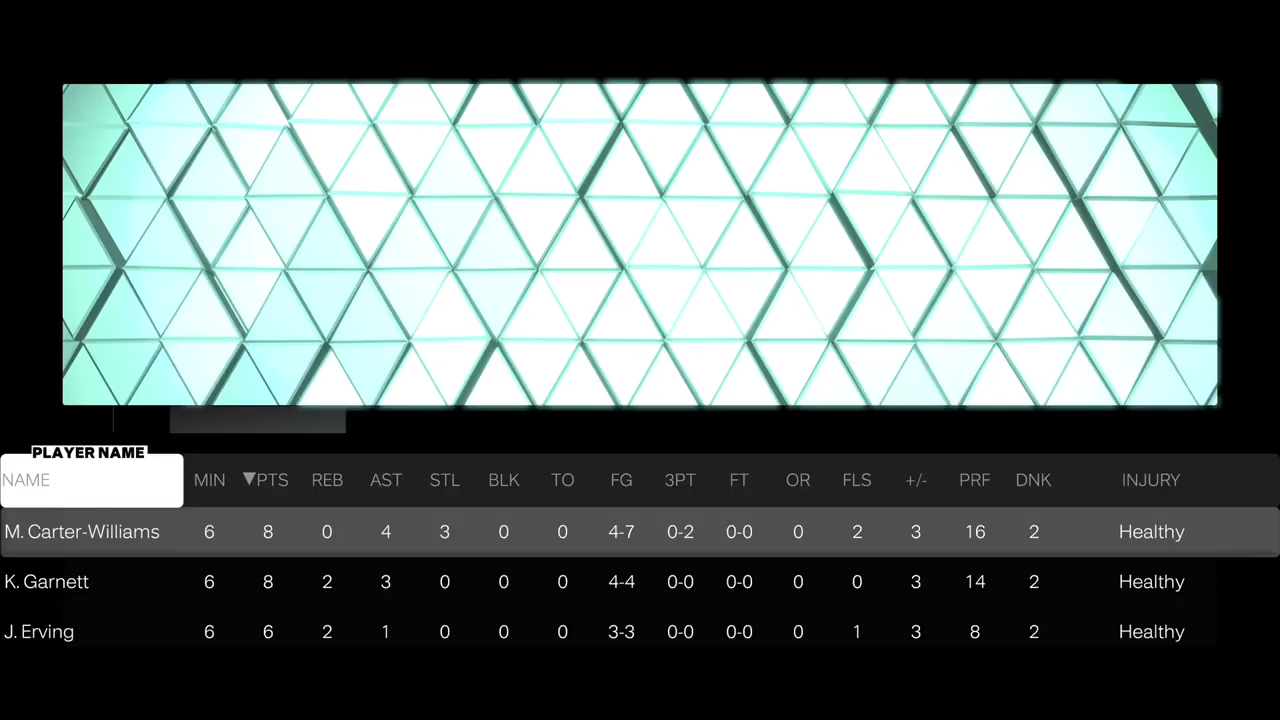 PLAYER NAME
NAME MIN ▼PTS REB AST STL BLK TO FG 3PT FT OR FLS +/- PRF DNK INJURY
M. Carter-Williams 6 8 0 4 3 0 0 4-7 0-2 0-0 0 2 3 16 2 Healthy
K. Garnett 6 8 2 3 0 0 0 4-4 0-0 0-0 0 0 3 14 2 Healthy
J. Erving 6 6 2 1 0 0 0 3-3 0-0 0-0 0 1 3 8 2 Healthy